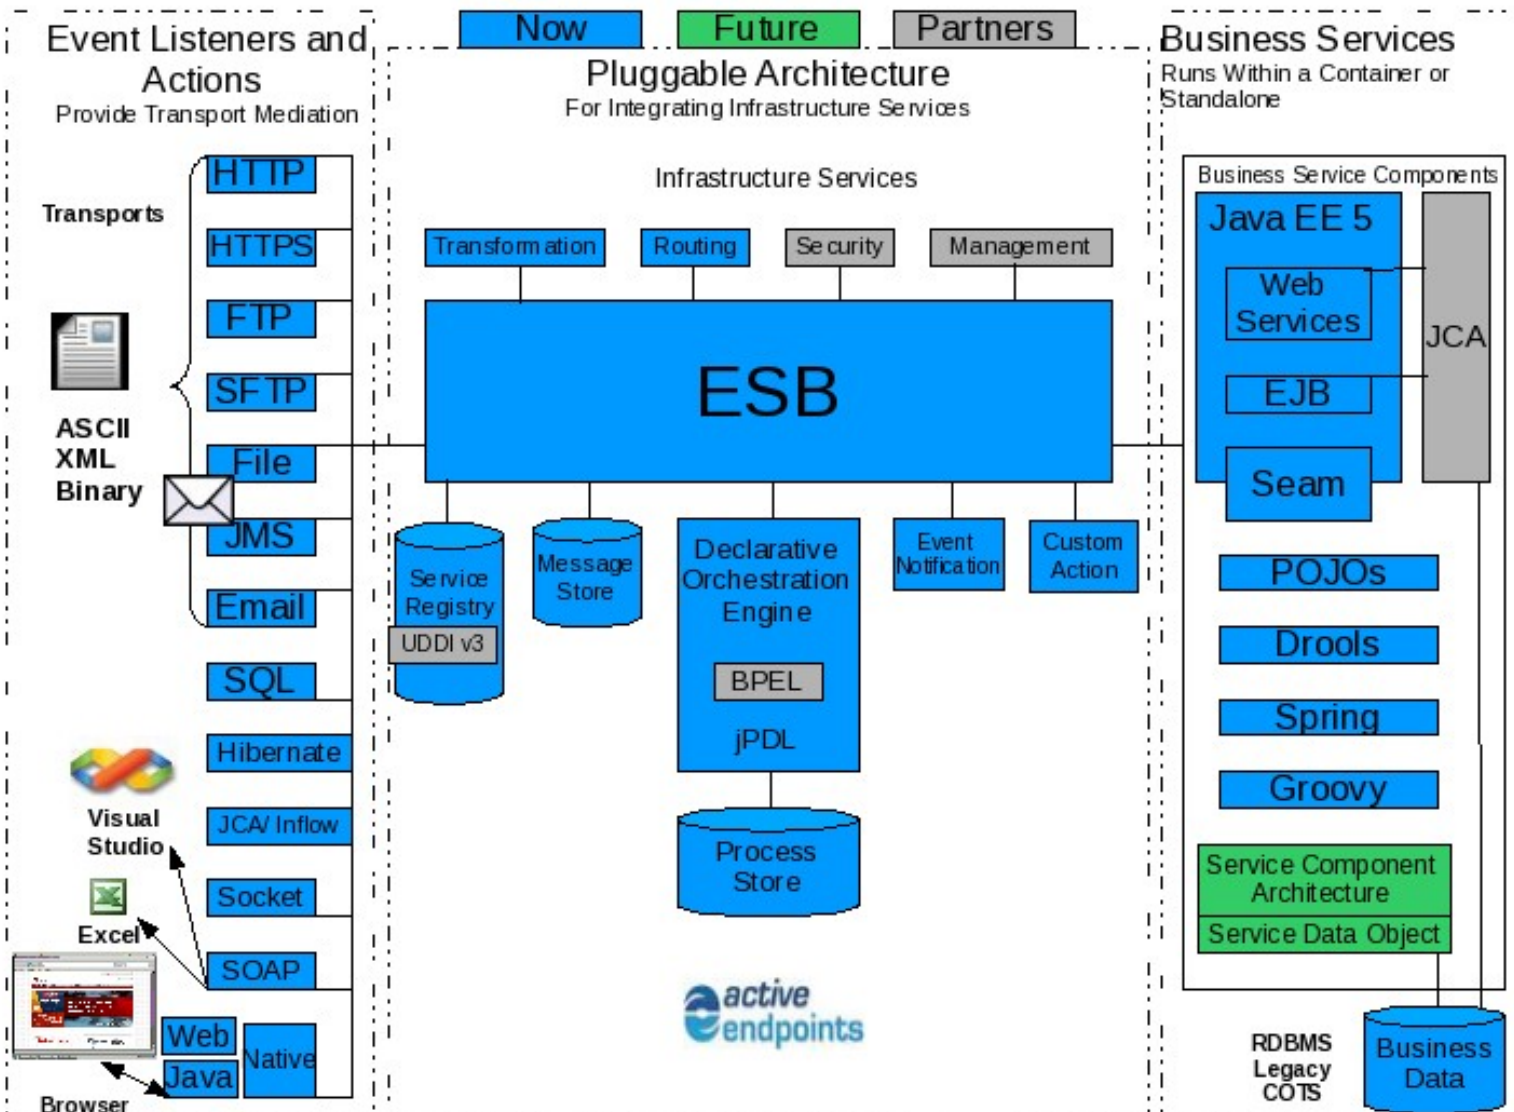 Now
Future
Partners
Event Listeners and
Actions
Provide Transport Mediation
Transports
ASCII
XML
Binary
HTTP
HTTPS
FTP
SFTP
File
JMS
Email
SQL
Hibernate
JCA/ Inflow
Socket
SOAP
Web
Java
Native
Visual
Studio
Excel
Browser
Pluggable Architecture
For Integrating Infrastructure Services
Infrastructure Services
Transformation
Routing
Security
Management
ESB
Service
Registry
UDDI v3
Message
Store
Declarative
Orchestration
Engine
BPEL
jPDL
Event
Notification
Custom
Action
Process
Store
active
endpoints
Business Services
Runs Within a Container or
Standalone
Business Service Components
Java EE 5
Web
Services
EJB
Seam
JCA
POJOs
Drools
Spring
Groovy
Service Component
Architecture
Service Data Object
RDBMS
Legacy
COTS
Business
Data